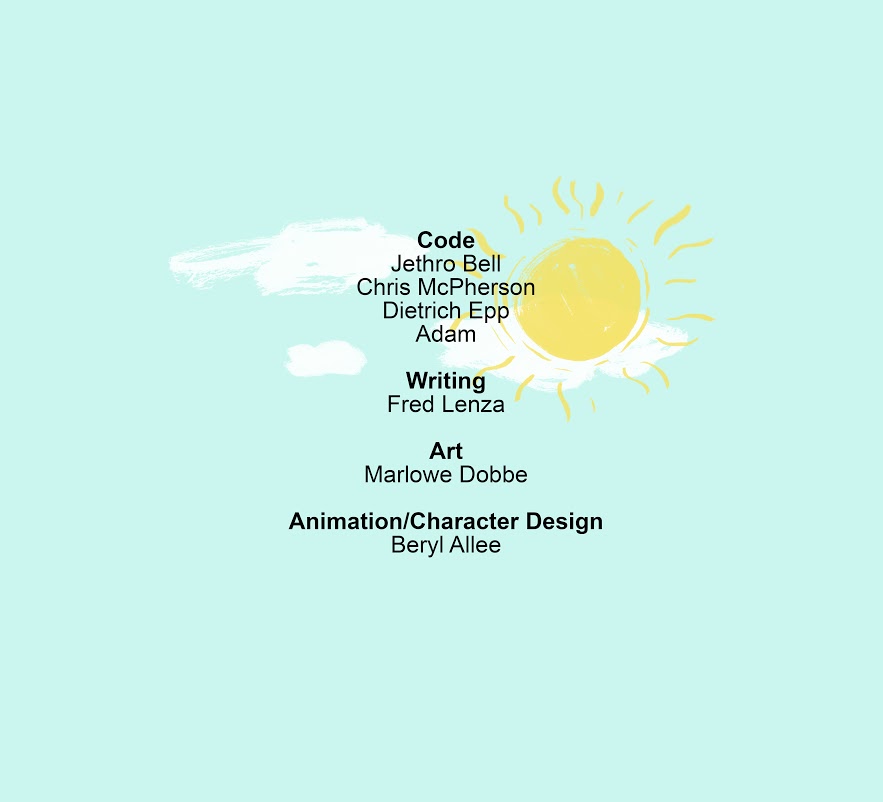 Code
Jethro Bell
Chris McPherson
Dietrich Epp
Adam
Writing
Fred Lenza
Art
Marlowe Dobbe
Animation/Character Design
Beryl Allee